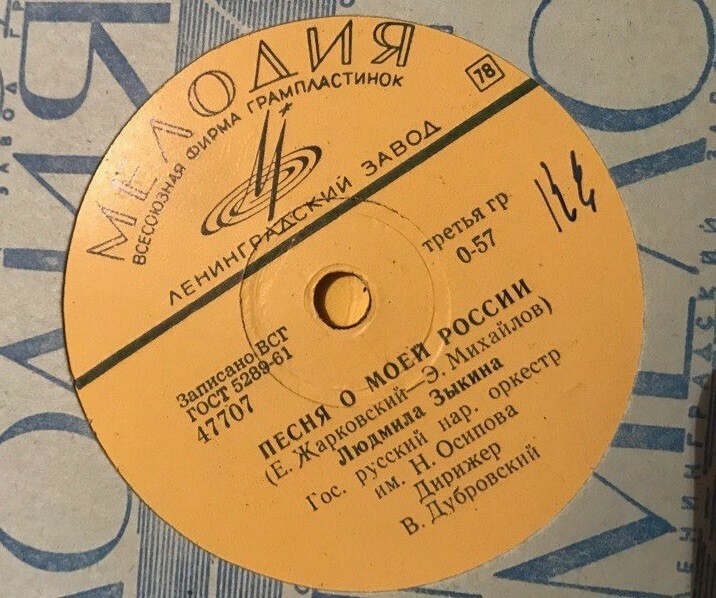 МЕЛОДИЯ
ВСЕСОЮЗНАЯ ФИРМА ГРАМПЛАСТИНОК
78
ЛЕНИНГРАДСКИЙ ЗАВОД
третья гр
0-57
Записано ВСГ
ГОСТ 5289-61
47707
ПЕСНЯ О МОЕЙ РОССИИ
(Е. Жарковский—Э. Михайлов)
Людмила Зыкина
Гос. русский нар. оркестр
им. Н. Осипова
Дирижер
В. Дубровский